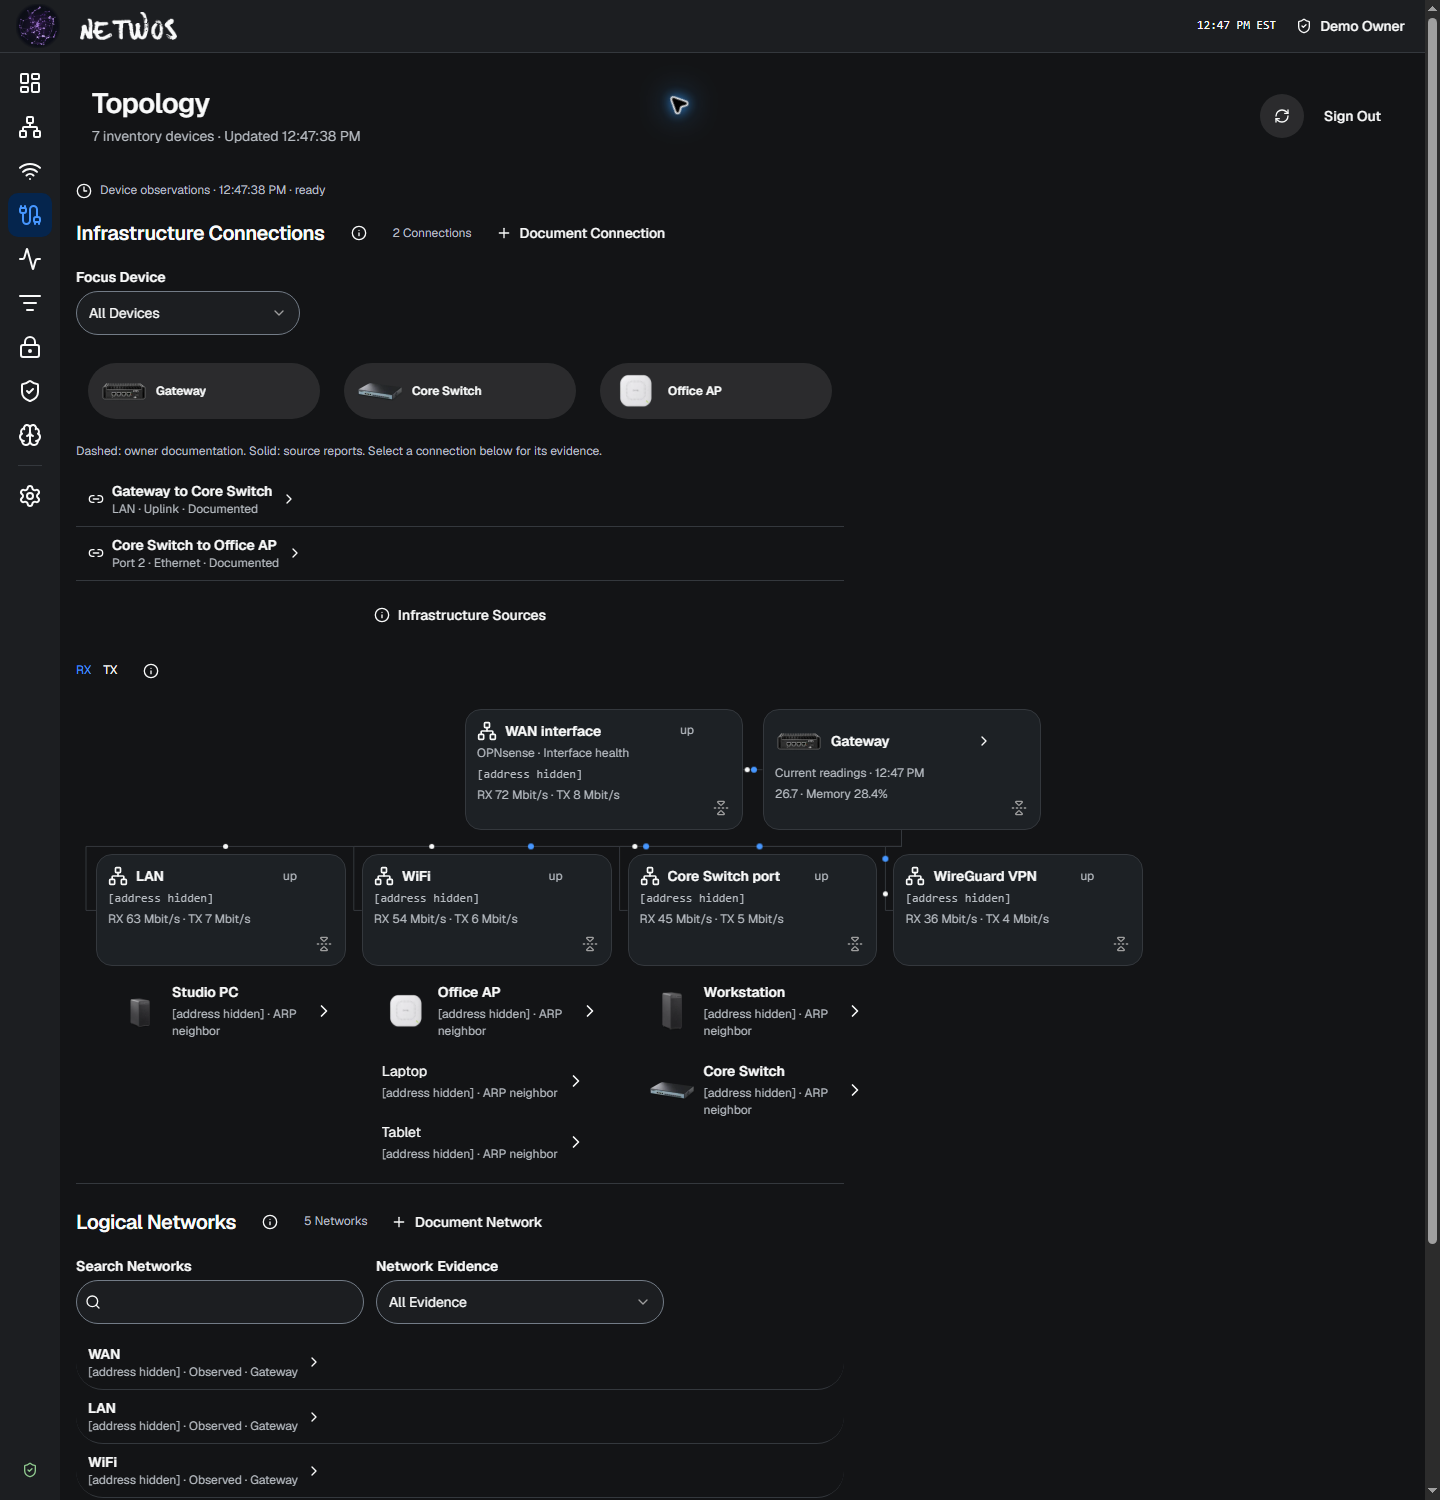 NETWOS
12:47 PM EST
Demo Owner
Topology
7 inventory devices · Updated 12:47:38 PM
Sign Out
Device observations · 12:47:38 PM · ready
Infrastructure Connections
2 Connections
Document Connection
Focus Device
All Devices
Gateway
Core Switch
Office AP
Dashed: owner documentation. Solid: source reports. Select a connection below for its evidence.
Gateway to Core Switch
LAN · Uplink · Documented
Core Switch to Office AP
Port 2 · Ethernet · Documented
Infrastructure Sources
RX TX
WAN interface
up
OPNsense · Interface health
[address hidden]
RX 72 Mbit/s · TX 8 Mbit/s
Gateway
Current readings · 12:47 PM
26.7 · Memory 28.4%
LAN
up
[address hidden]
RX 63 Mbit/s · TX 7 Mbit/s
WiFi
up
[address hidden]
RX 54 Mbit/s · TX 6 Mbit/s
Core Switch port
up
[address hidden]
RX 45 Mbit/s · TX 5 Mbit/s
WireGuard VPN
up
[address hidden]
RX 36 Mbit/s · TX 4 Mbit/s
Studio PC
[address hidden] · ARP
neighbor
Office AP
[address hidden] · ARP
neighbor
Laptop
[address hidden] · ARP neighbor
Tablet
[address hidden] · ARP neighbor
Workstation
[address hidden] · ARP
neighbor
Core Switch
[address hidden] · ARP
neighbor
Logical Networks
5 Networks
Document Network
Search Networks
Network Evidence
All Evidence
WAN
[address hidden] · Observed · Gateway
LAN
[address hidden] · Observed · Gateway
WiFi
[address hidden] · Observed · Gateway